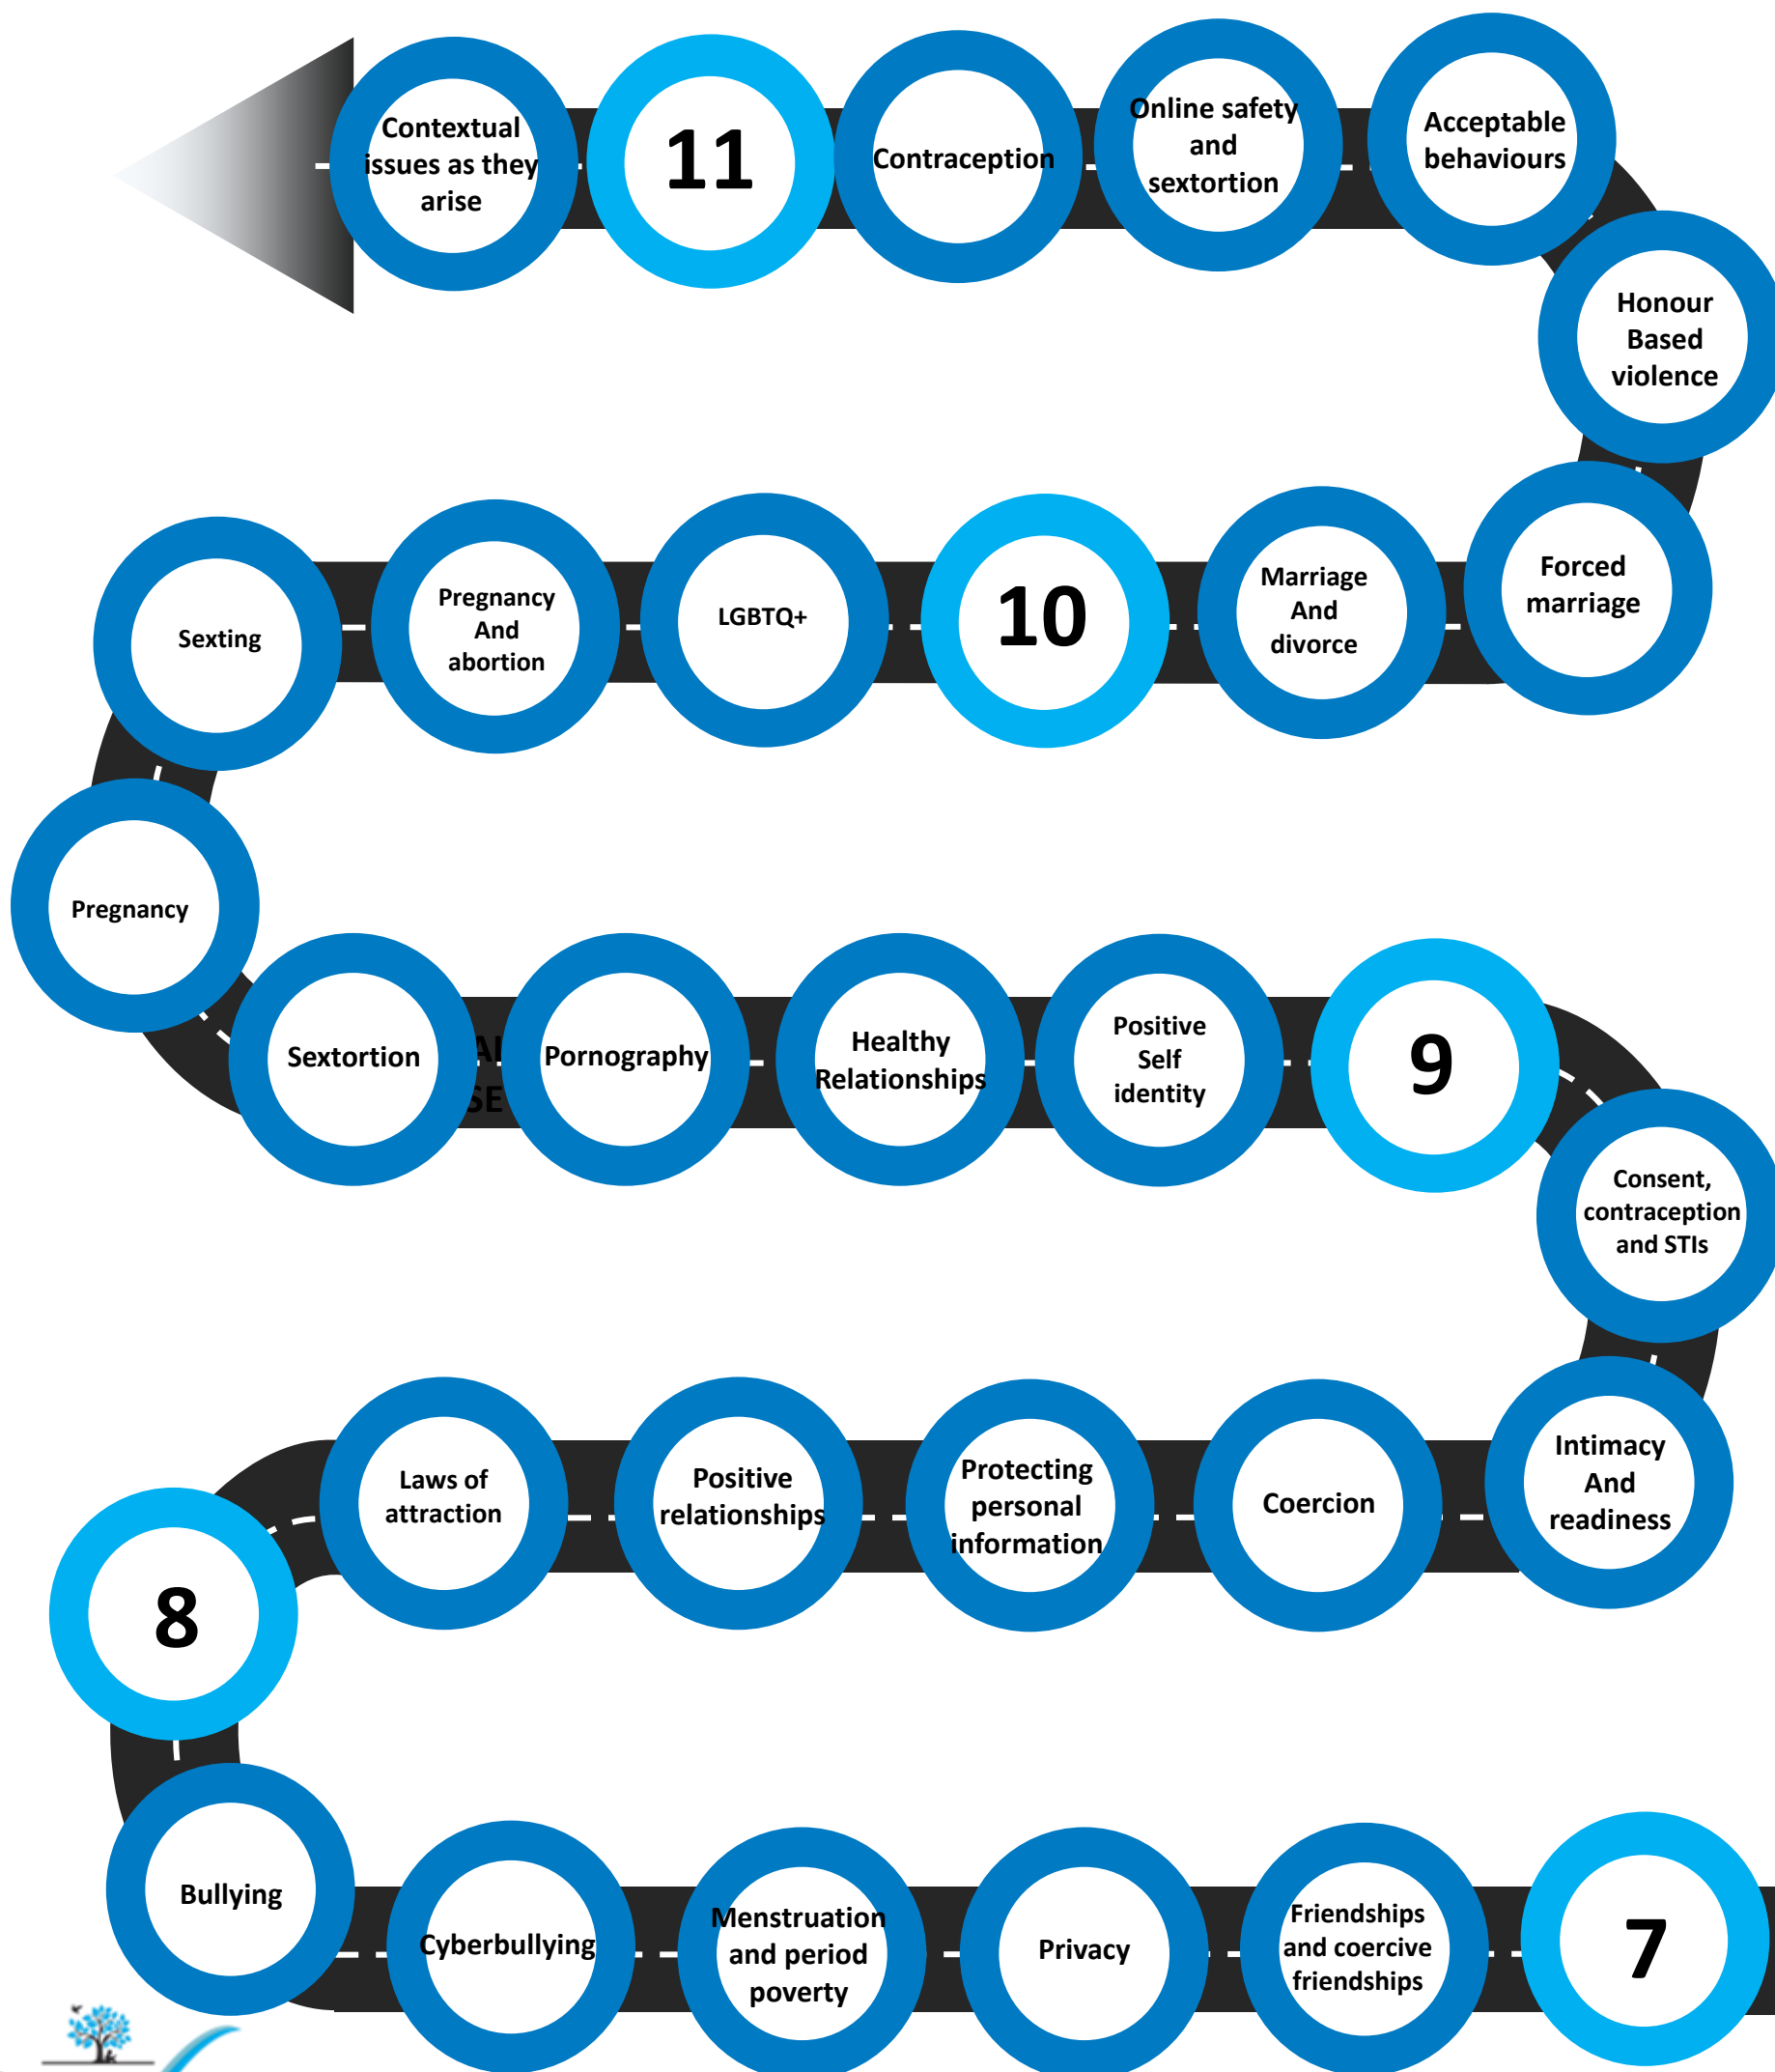 Contextual
issues as they
arise
11
Contraception
Online safety
and
sextortion
Acceptable
behaviours
Honour
Based
violence
Sexting
Pregnancy
And
abortion
LGBTQ+
10
Marriage
And
divorce
Forced
marriage
Pregnancy
Sextortion
Pornography
Healthy
Relationships
Positive
Self
identity
9
Consent,
contraception
and STIs
8
Laws of
attraction
Positive
relationships
Protecting
personal
information
Coercion
Intimacy
And
readiness
Bullying
Cyberbullying
Menstruation
and period
poverty
Privacy
Friendships
and coercive
friendships
7